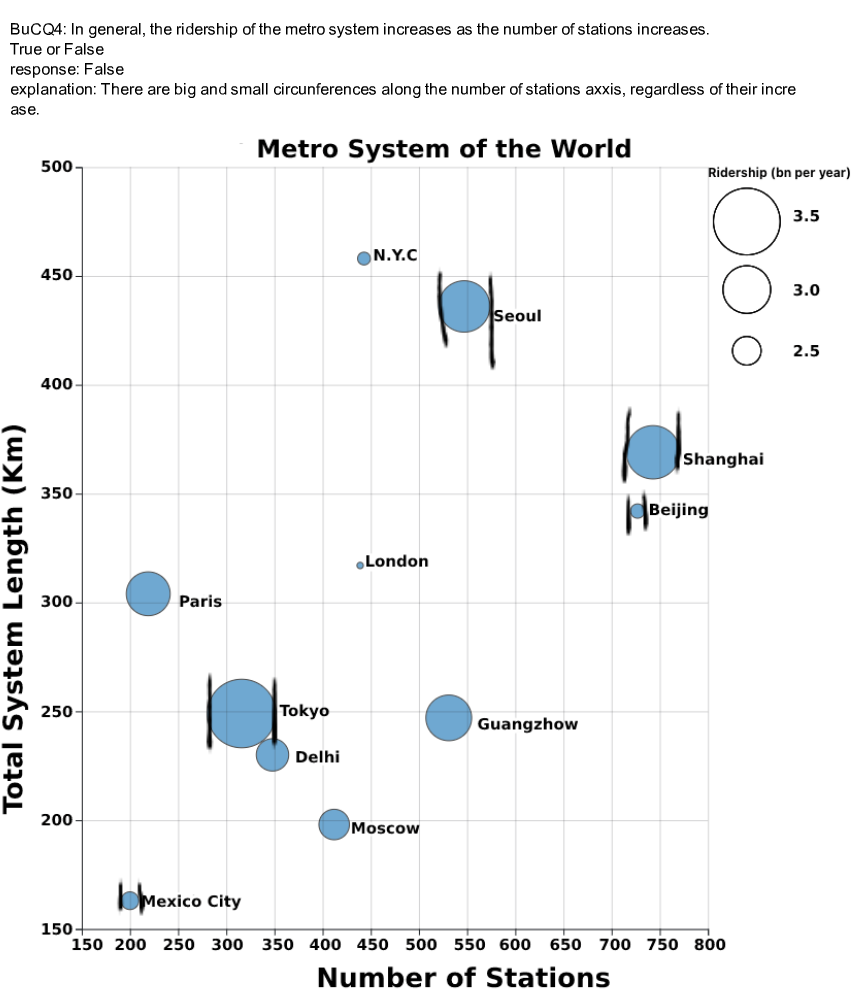 BuCQ4: In general, the ridership of the metro system increases as the number of stations increases.
True or False
response: False
explanation: There are big and small circunferences along the number of stations axxis, regardless of their incre
ase.
Metro System of the World
Ridership (bn per year)
3.5
3.0
2.5
500
450
400
350
300
250
200
150
Total System Length (Km)
N.Y.C
Seoul
Shanghai
Beijing
London
Paris
Tokyo
Guangzhow
Delhi
Moscow
Mexico City
150 200 250 300 350 400 450 500 550 600 650 700 750 800
Number of Stations